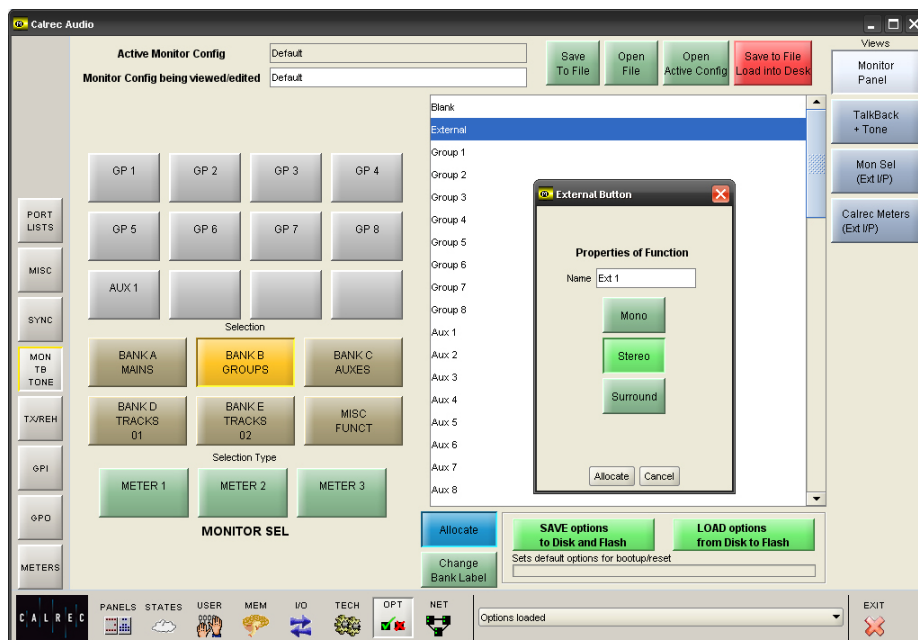 Calrec Audio
Active Monitor Config
Default
Monitor Config being viewed/edited
Default
Save
To File
Open
File
Open
Active Config
Save to File
Load into Desk
Views
Monitor
Panel
TalkBack
+ Tone
Mon Sel
(Ext I/P)
Calrec Meters
(Ext I/P)
PORT
LISTS
MISC
SYNC
MON
TB
TONE
TX/REH
GPI
GPO
METERS
GP 1
GP 2
GP 3
GP 4
GP 5
GP 6
GP 7
GP 8
AUX 1
Selection
BANK A
MAINS
BANK B
GROUPS
BANK C
AUXES
BANK D
TRACKS
01
BANK E
TRACKS
02
MISC
FUNCT
Selection Type
METER 1
METER 2
METER 3
MONITOR SEL
Blank
External
Group 1
Group 2
Group 3
Group 4
Group 5
Group 6
Group 7
Group 8
Aux 1
Aux 2
Aux 3
Aux 4
Aux 5
Aux 6
Aux 7
Aux 8
External Button
Properties of Function
Name
Ext 1
Mono
Stereo
Surround
Allocate
Cancel
Allocate
Change
Bank Label
SAVE options
to Disk and Flash
LOAD options
from Disk to Flash
Sets default options for bootup/reset
CALREC
PANELS
STATES
USER
MEM
I/O
TECH
OPT
NET
Options loaded
EXIT